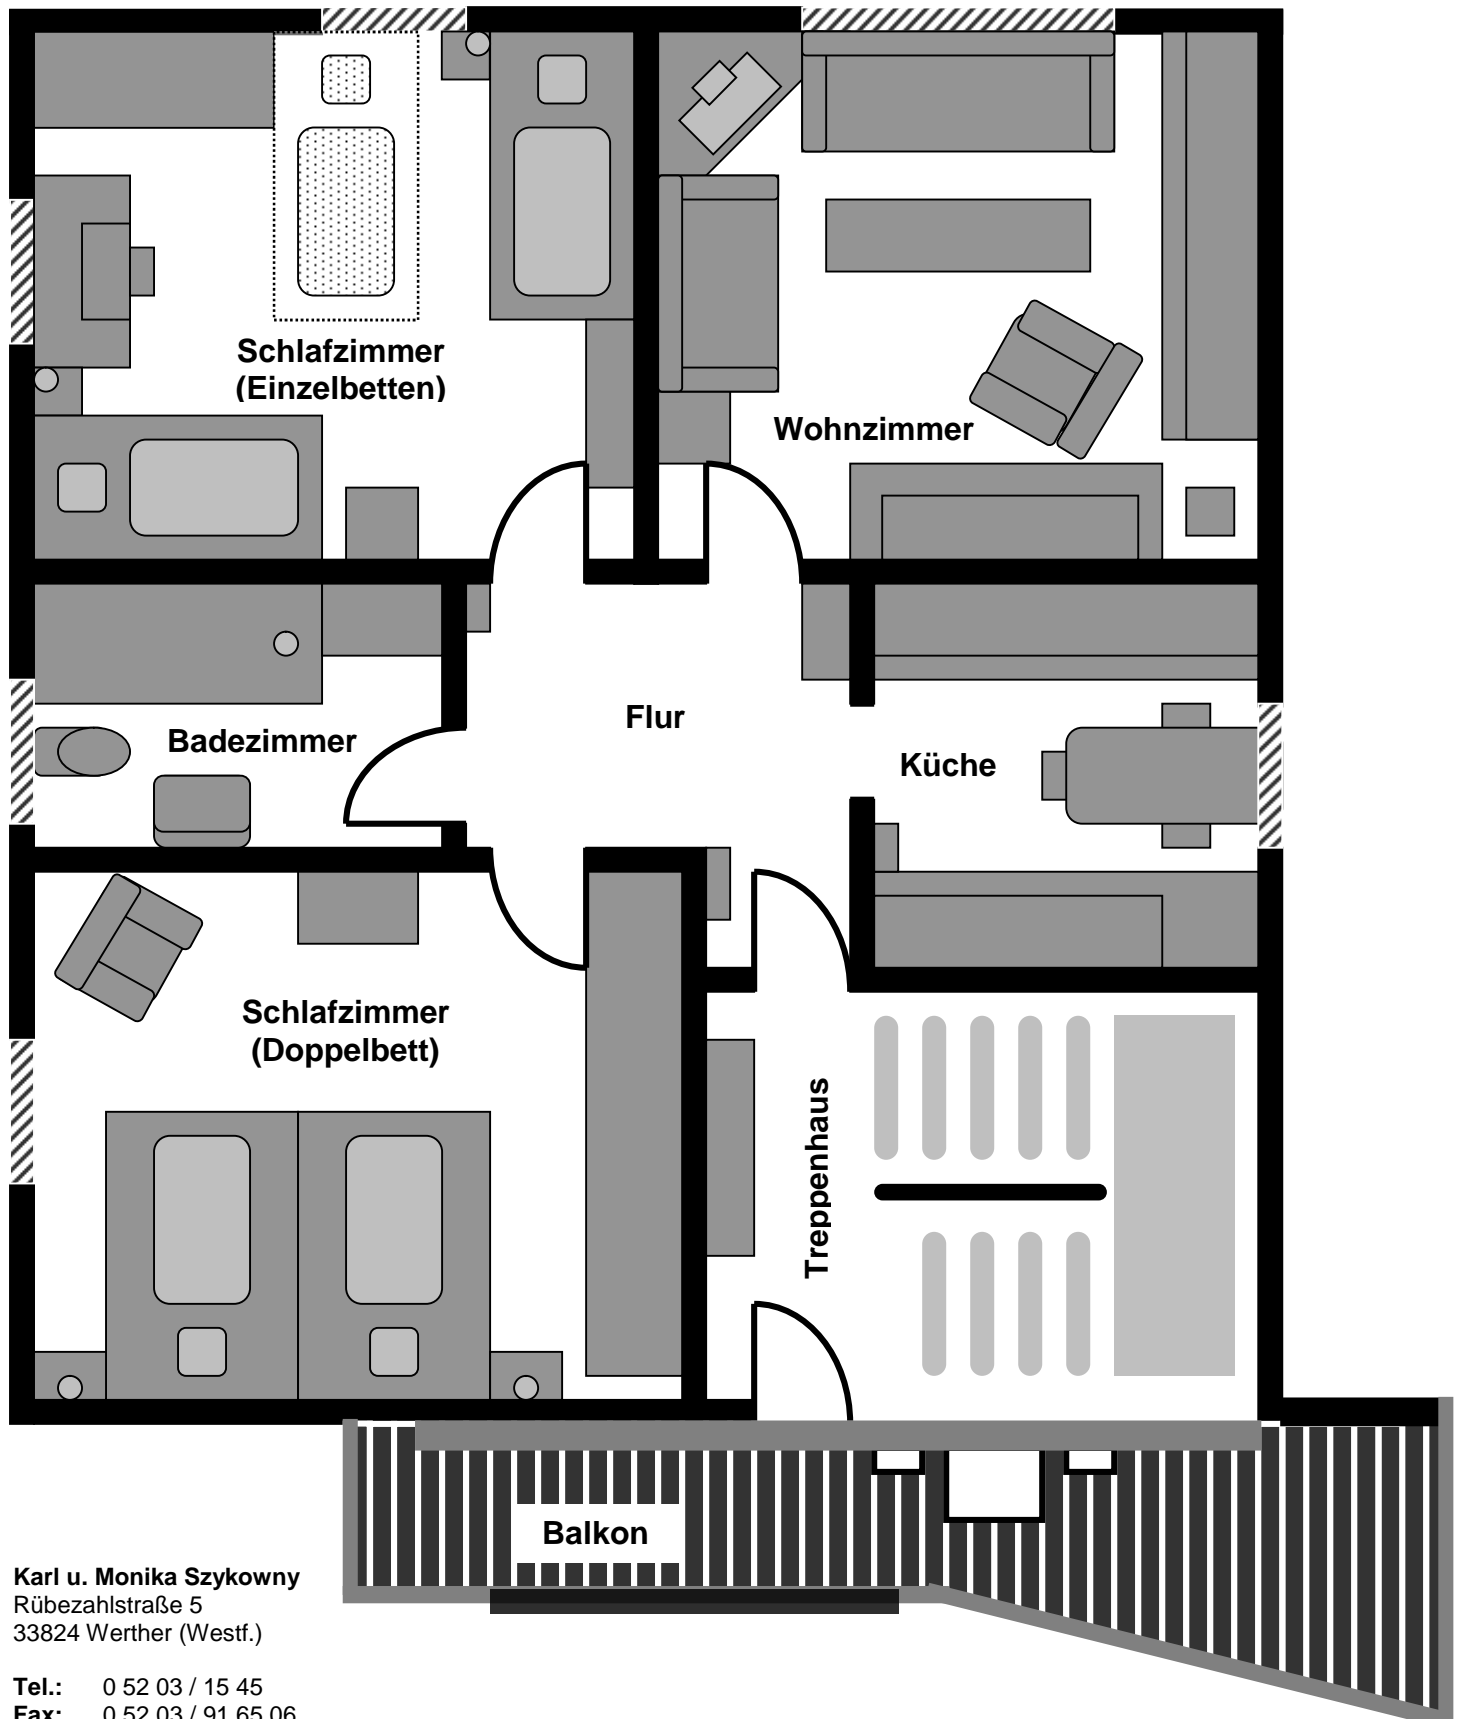 Schlafzimmer
(Einzelbetten)
Wohnzimmer
Flur
Badezimmer
Küche
Schlafzimmer
(Doppelbett)
Treppenhaus
Balkon
Karl u. Monika Szykowny
Rübezahlstraße 5
33824 Werther (Westf.)
Tel.: 0 52 03 / 15 45
Fax: 0 52 03 / 91 65 06